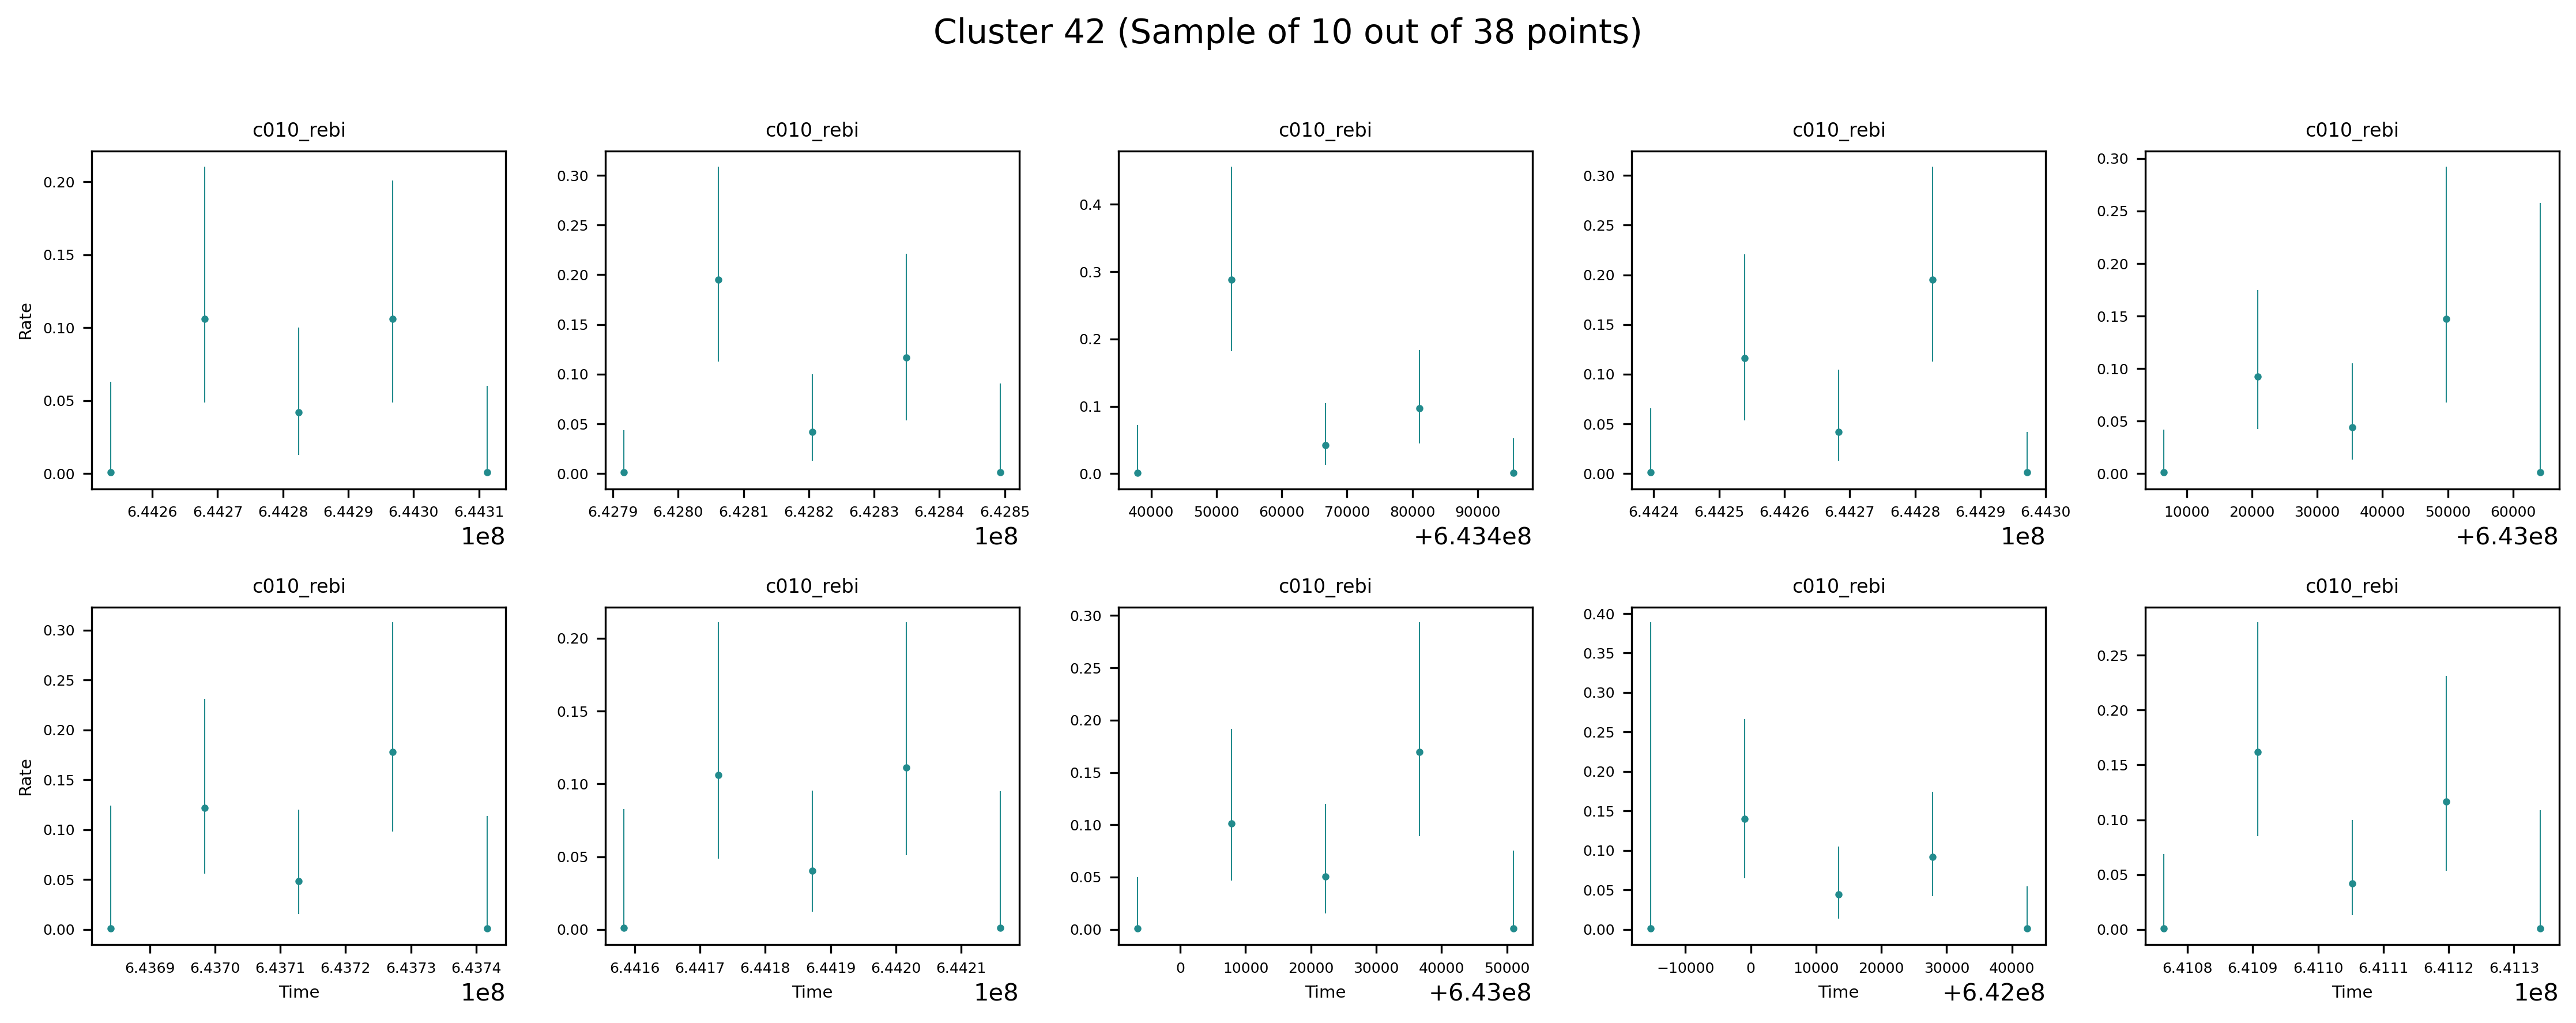 Cluster 42 (Sample of 10 out of 38 points)
c010_rebi c010_rebi c010_rebi c010_rebi c010_rebi
Rate
0.20 0.15 0.10 0.05 0.00
0.30 0.25 0.20 0.15 0.10 0.05 0.00
0.4 0.3 0.2 0.1 0.0
0.30 0.25 0.20 0.15 0.10 0.05 0.00
0.30 0.25 0.20 0.15 0.10 0.05 0.00
6.4426 6.4427 6.4428 6.4429 6.4430 6.4431
1e8
6.4279 6.4280 6.4281 6.4282 6.4283 6.4284 6.4285
1e8
40000 50000 60000 70000 80000 90000
+6.434e8
6.4424 6.4425 6.4426 6.4427 6.4428 6.4429 6.4430
1e8
10000 20000 30000 40000 50000 60000
+6.43e8
c010_rebi c010_rebi c010_rebi c010_rebi c010_rebi
Rate
0.30 0.25 0.20 0.15 0.10 0.05 0.00
0.20 0.15 0.10 0.05 0.00
0.30 0.25 0.20 0.15 0.10 0.05 0.00
0.40 0.35 0.30 0.25 0.20 0.15 0.10 0.05 0.00
0.25 0.20 0.15 0.10 0.05 0.00
6.4369 6.4370 6.4371 6.4372 6.4373 6.4374
Time 1e8
6.4416 6.4417 6.4418 6.4419 6.4420 6.4421
Time 1e8
0 10000 20000 30000 40000 50000
Time +6.43e8
−10000 0 10000 20000 30000 40000
Time +6.42e8
6.4108 6.4109 6.4110 6.4111 6.4112 6.4113
Time 1e8